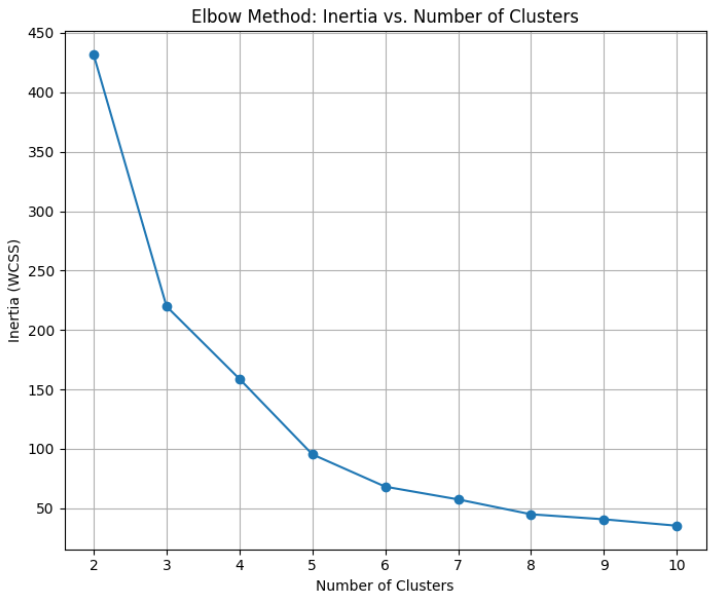 Elbow Method: Inertia vs. Number of Clusters
450
400
350
300
250
200
150
100
50
Inertia (WCSS)
2 3 4 5 6 7 8 9 10
Number of Clusters